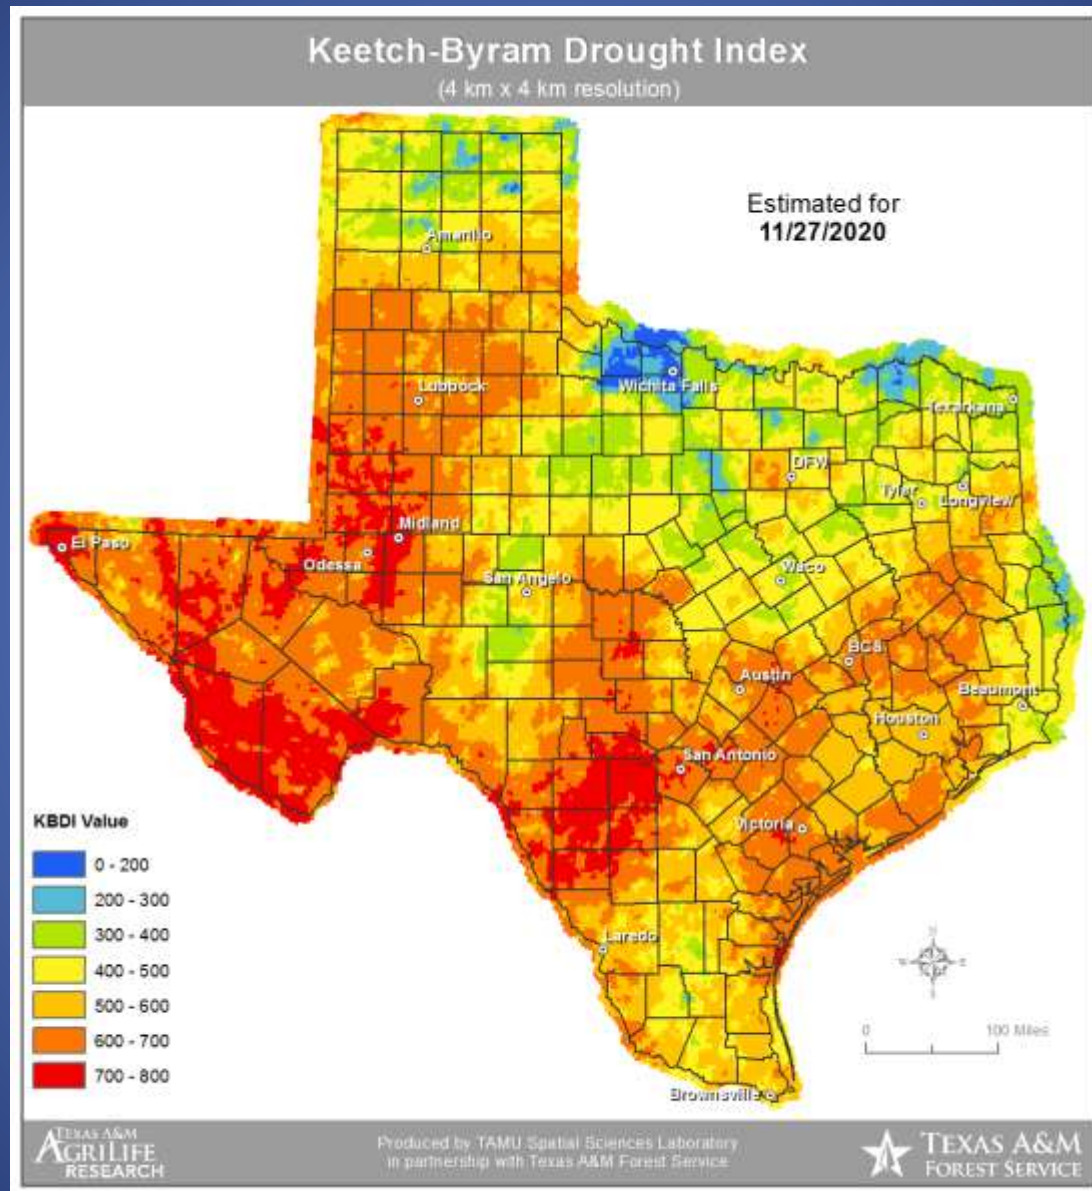 Keetch-Byram Drought Index
(4 km x 4 km resolution)
Estimated for
11/27/2020
Amarillo
Wichita Falls
Lubbock
Texarkana
DFW
Tyler
Longview
Midland
El Paso
Odessa
San Angelo
Waco
BCS
Austin
Beaumont
Houston
San Antonio
Victoria
Laredo
Brownsville
KBDI Value
0 - 200
200 - 300
300 - 400
400 - 500
500 - 600
600 - 700
700 - 800
N
W
E
S
0 100 Miles
TEXAS A&M
AGRILIFE
RESEARCH
Produced by TAMU Spatial Sciences Laboratory
in partnership with Texas A&M Forest Service
TEXAS A&M
FOREST SERVICE